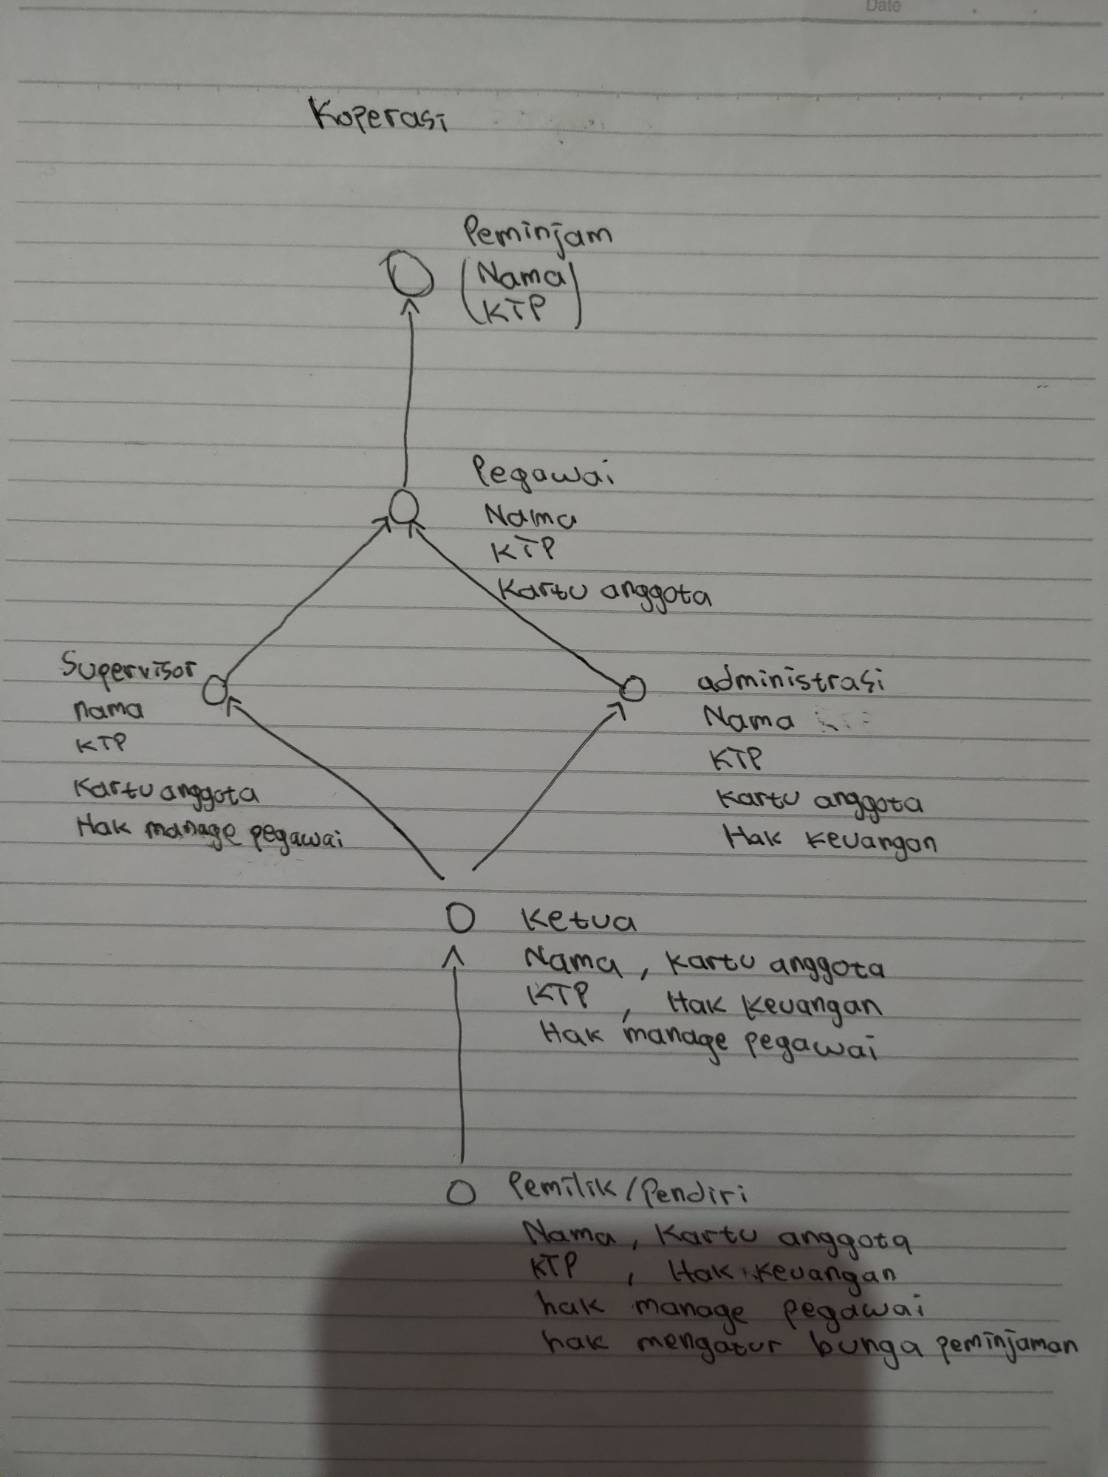 Date
Koperasi
Peminjam
(Nama)
(KTP)
Pegawai
Nama
KTP
Kartu anggota
Supervisor
nama
KTP
Kartu anggota
Hak manage pegawai
administrasi
Nama
KTP
Kartu anggota
Hak keuangan
Ketua
Nama, Kartu anggota
KTP, Hak Keuangan
Hak manage pegawai
Pemilik/Pendiri
Nama, Kartu anggota
KTP, Hak Keuangan
hak manage pegawai
hak mengatur bunga peminjaman